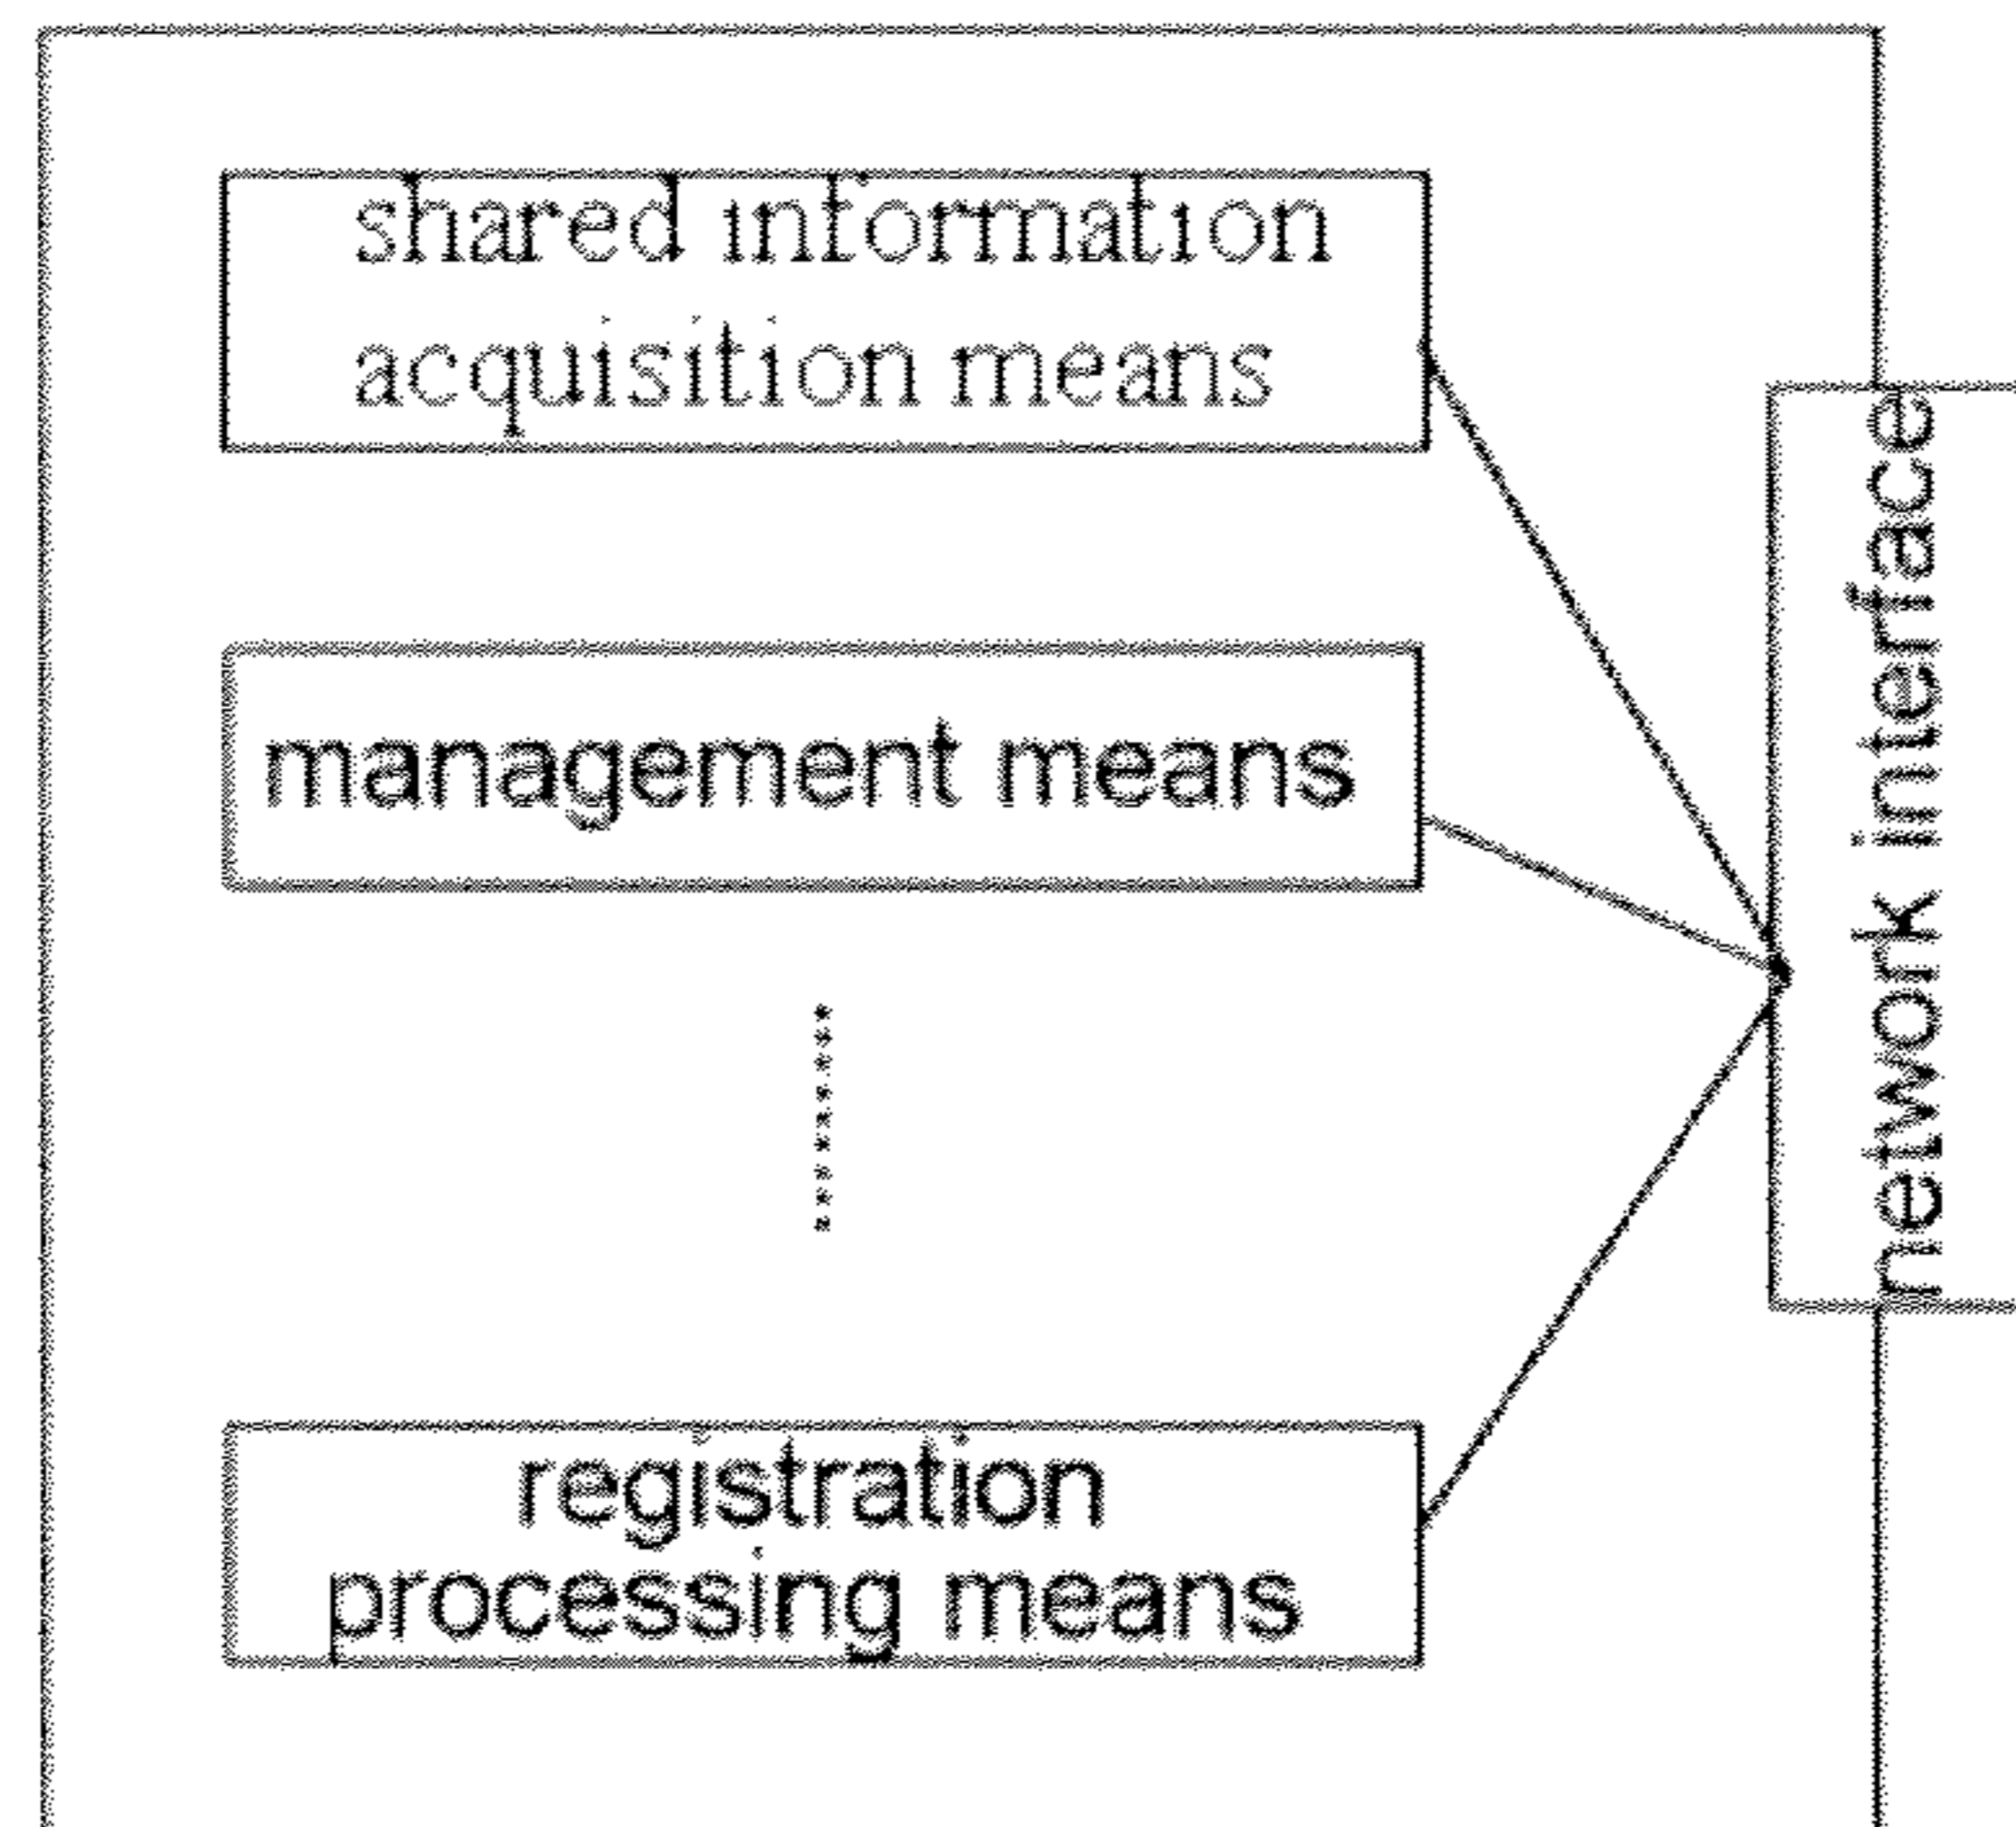 shared information
acquisition means
management means
registration
processing means
network interface